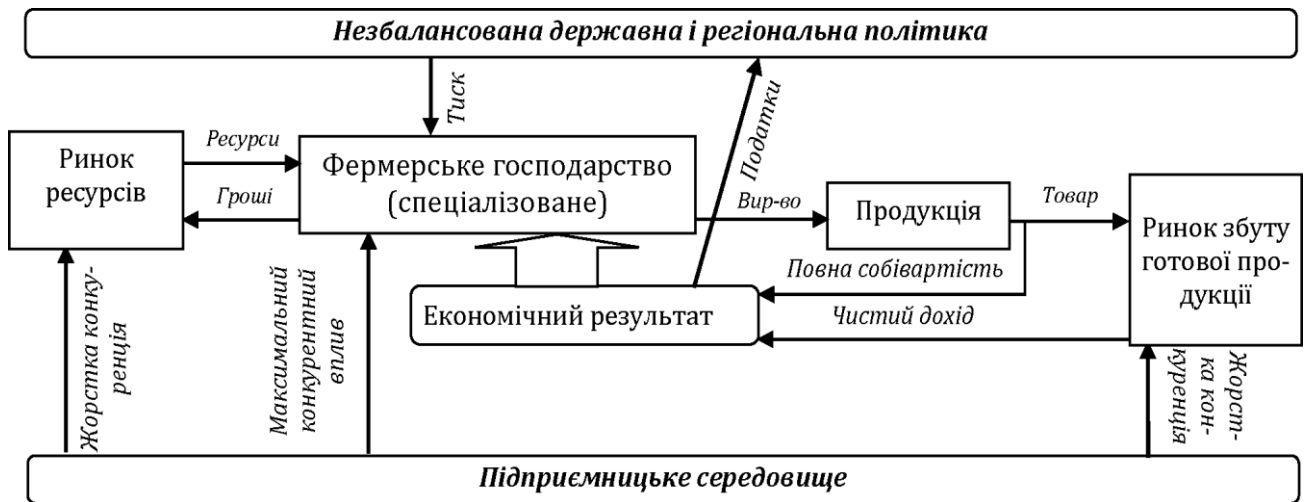 Незбалансована державна і регіональна політика
Тиск
Податки
Ринок
ресурсів
Ресурси
Гроші
Фермерське господарство
(спеціалізоване)
Вир-во
Продукція
Товар
Ринок збуту
готової про-
дукції
Повна собівартість
Економічний результат
Чистий дохід
Жорстка конку-
ренція
Максимальний
конкурентний
вплив
Жорст-
ка кон-
куренція
Підприємницьке середовище